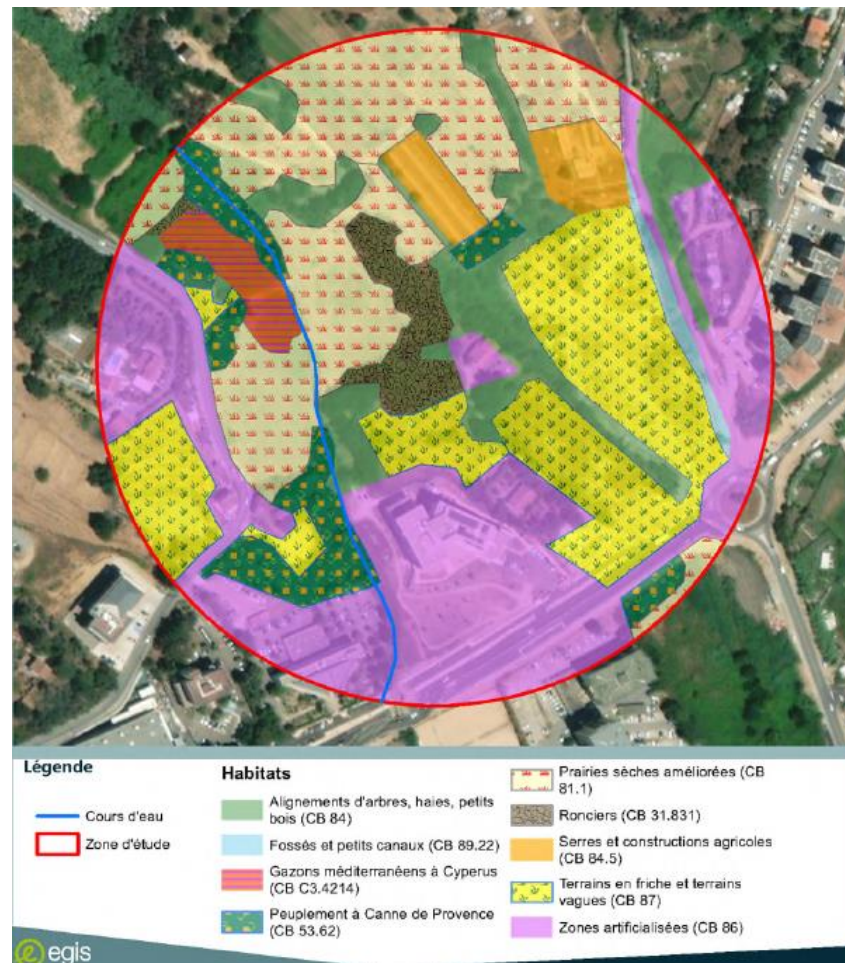 Légende
Cours d'eau
Zone d'étude
Habitats
Alignements d'arbres, haies, petits
bois (CB 84)
Fossés et petits canaux (CB 89.22)
Gazons méditerranéens à Cyperus
(CB C3.4214)
Peuplement à Canne de Provence
(CB 53.62)
Prairies sèches améliorées (CB
81.1)
Ronciers (CB 31.831)
Serres et constructions agricoles
(CB 84.5)
Terrains en friche et terrains
vagues (CB 87)
Zones artificialisées (CB 86)
egis